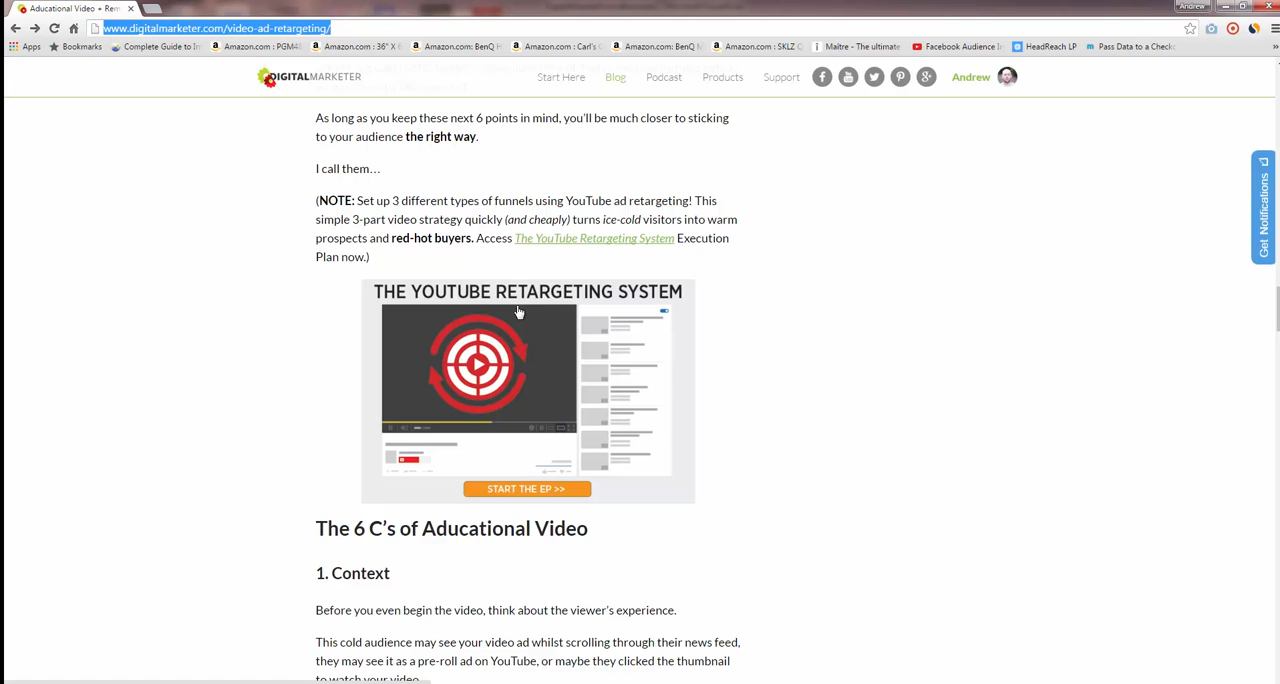 Aducational Video + Rem
Andrew
www.digitalmarketer.com/video-ad-retargeting/
Apps
Bookmarks
Complete Guide to In
Amazon.com : PGM48
Amazon.com : 36" X 6
Amazon.com: BenQ H
Amazon.com : Carl's G
Amazon.com: BenQ M
Amazon.com : SKLZ Q
Maitre - The ultimate
Facebook Audience In
HeadReach LP
Pass Data to a Check
DIGITALMARKETER
Start Here
Blog
Podcast
Products
Support
Andrew
As long as you keep these next 6 points in mind, you'll be much closer to sticking
to your audience the right way.
I call them…
(NOTE: Set up 3 different types of funnels using YouTube ad retargeting! This
simple 3-part video strategy quickly (and cheaply) turns ice-cold visitors into warm
prospects and red-hot buyers. Access The YouTube Retargeting System Execution
Plan now.)
Get Notifications
THE YOUTUBE RETARGETING SYSTEM
START THE EP >>
The 6 C's of Aducational Video
1. Context
Before you even begin the video, think about the viewer's experience.
This cold audience may see your video ad whilst scrolling through their news feed,
they may see it as a pre-roll ad on YouTube, or maybe they clicked the thumbnail
to watch your video.